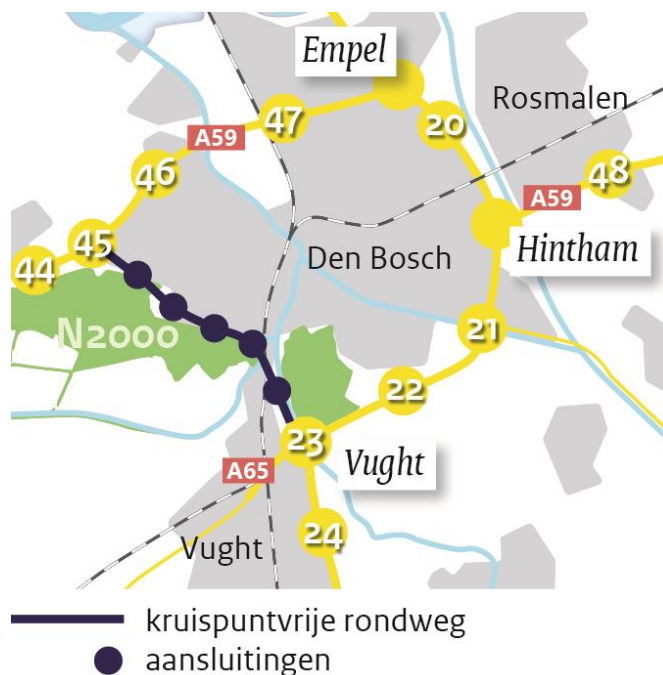 Empel
Rosmalen
47
20
A59
46
48
A59
Hintham
Den Bosch
45
44
N2000
21
22
23
A65
Vught
24
Vught
kruispuntvrije rondweg
aansluitingen